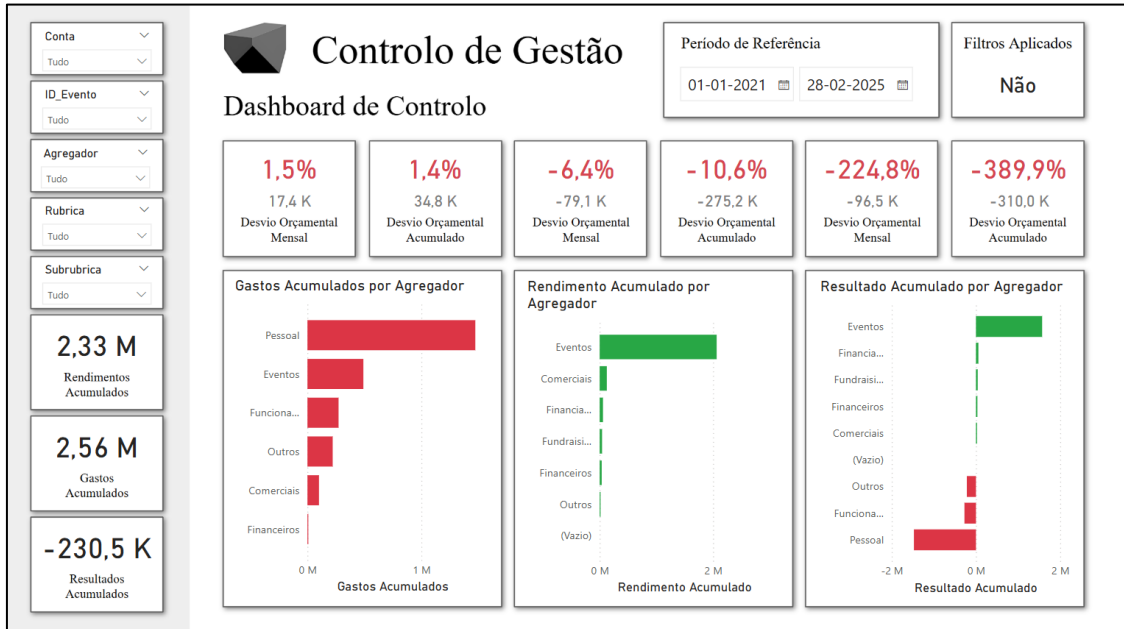 Conta
Tudo
ID_Evento
Tudo
Agregador
Tudo
Rubrica
Tudo
Subrubrica
Tudo
2,33 M
Rendimentos
Acumulados
2,56 M
Gastos
Acumulados
-230,5 K
Resultados
Acumulados
Controlo de Gestão
Dashboard de Controlo
Período de Referência
01-01-2021 28-02-2025
Filtros Aplicados
Não
1,5%
17,4 K
Desvio Orçamental
Mensal
1,4%
34,8 K
Desvio Orçamental
Acumulado
-6,4%
-79,1 K
Desvio Orçamental
Mensal
-10,6%
-275,2 K
Desvio Orçamental
Acumulado
-224,8%
-96,5 K
Desvio Orçamental
Mensal
-389,9%
-310,0 K
Desvio Orçamental
Acumulado
Gastos Acumulados por Agregador
Pessoal
Eventos
Funciona...
Outros
Comerciais
Financeiros
0 M 1 M
Gastos Acumulados
Rendimento Acumulado por
Agregador
Eventos
Comerciais
Financia...
Fundraisi...
Financeiros
Outros
(Vazio)
0 M 2 M
Rendimento Acumulado
Resultado Acumulado por Agregador
Eventos
Financia...
Fundraisi...
Financeiros
Comerciais
(Vazio)
Outros
Funciona...
Pessoal
-2 M 0 M 2 M
Resultado Acumulado